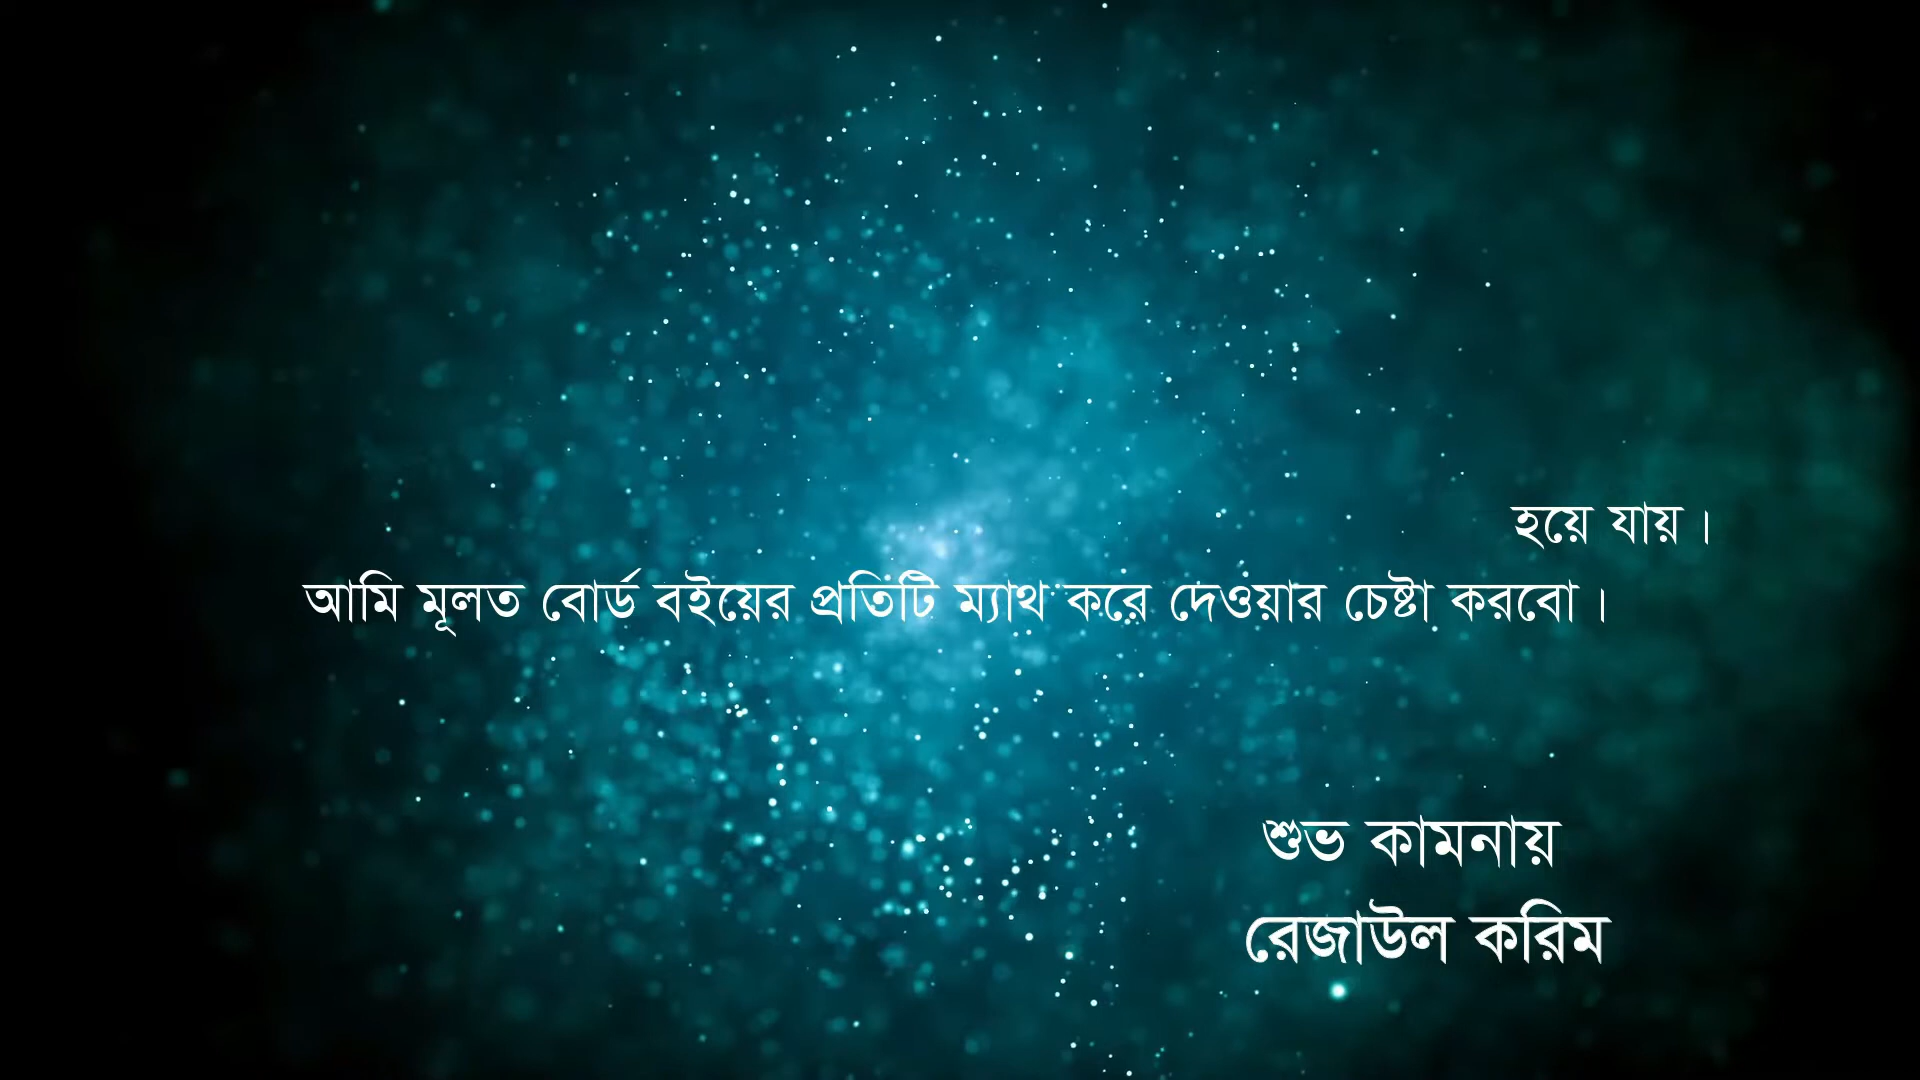 হয়ে যায়।
আমি মূলত বোর্ড বইয়ের প্রতিটি ম্যাথ করে দেওয়ার চেষ্টা করবো।
শুভ কামনায়
রেজাউল করিম